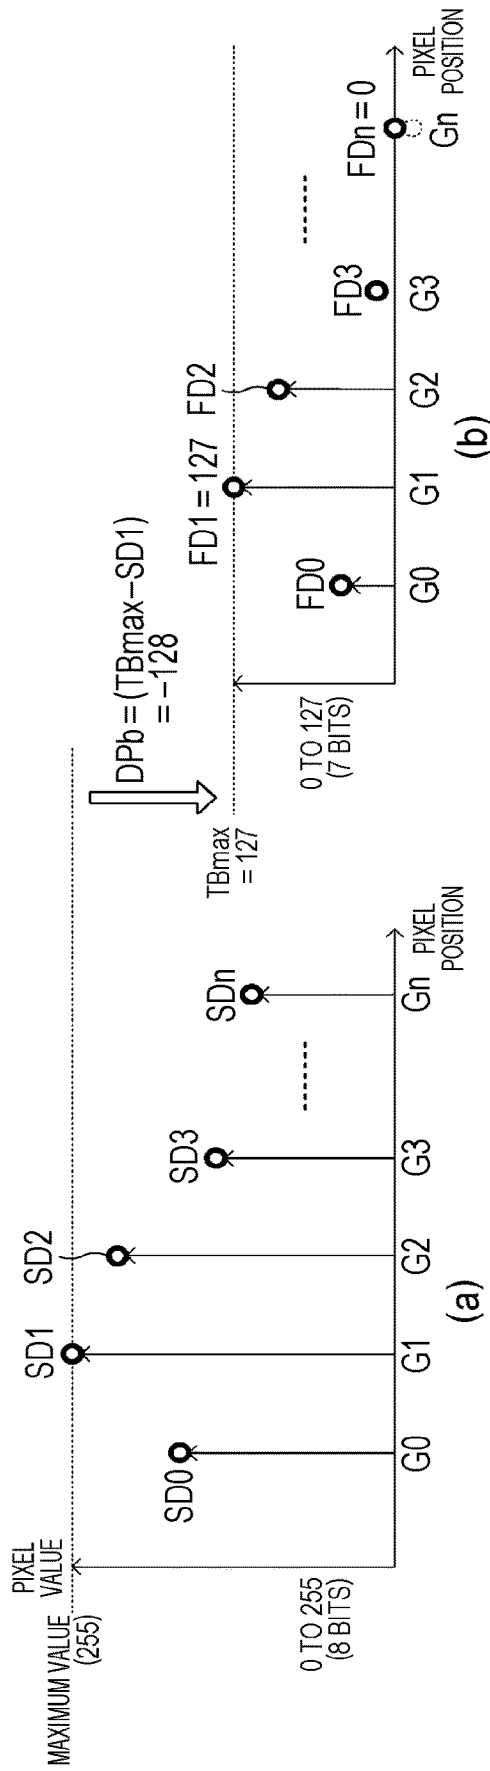 PIXEL
VALUE
MAXIMUM VALUE
(255)
0 TO 255
(8 BITS)
SD0
SD1
SD2
SD3
SDn
G0
G1
G2
G3
Gn
PIXEL
POSITION
(a)
DPb = (TBmax−SD1)
= −128
TBmax
= 127
0 TO 127
(7 BITS)
FD0
FD1 = 127
FD2
FD3
FDn = 0
G0
G1
G2
G3
Gn
PIXEL
POSITION
(b)